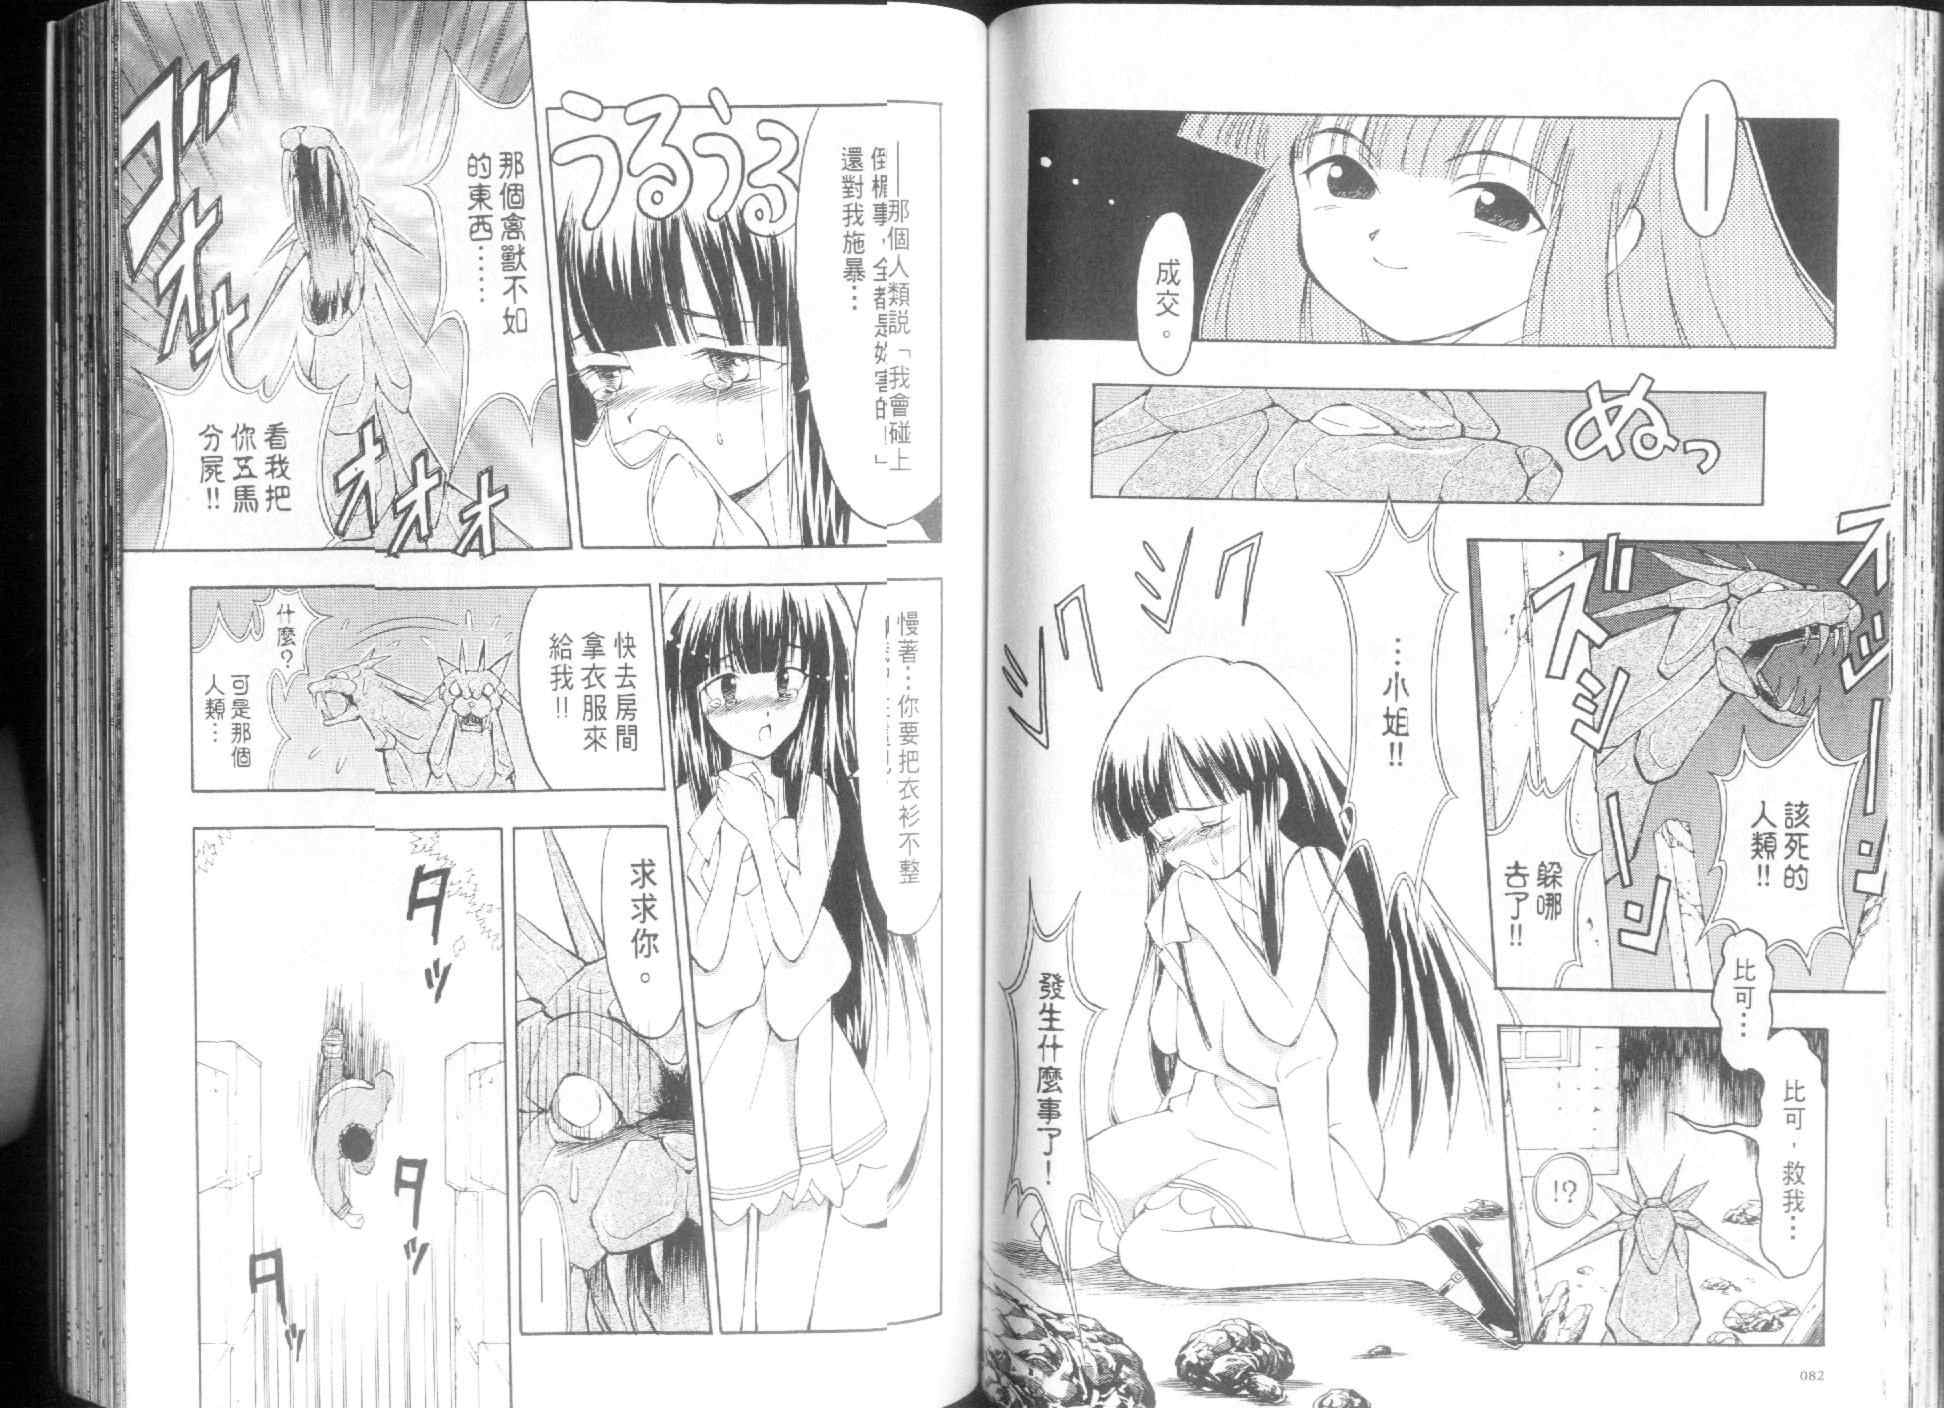 ——
成交。
ぬっ
ズシィン
該死的
人類!!
躲哪
去了!!
比可…
比可，救我…
!?
…小姐!!
シクシク
發生什麼事了！
082
——那個人類說「我會碰上
倒楣事，全都是妳害的！」
還對我施暴…
うるうる
那個禽獸不如
的東西……
看我把
你五馬
分屍!!
ゴオオ
オオオ
慢著…你要把衣衫不整
快去房間
拿衣服來
給我!!
什麼？
可是那個
人類…
求求你。
——
タッ
タッ
タッ